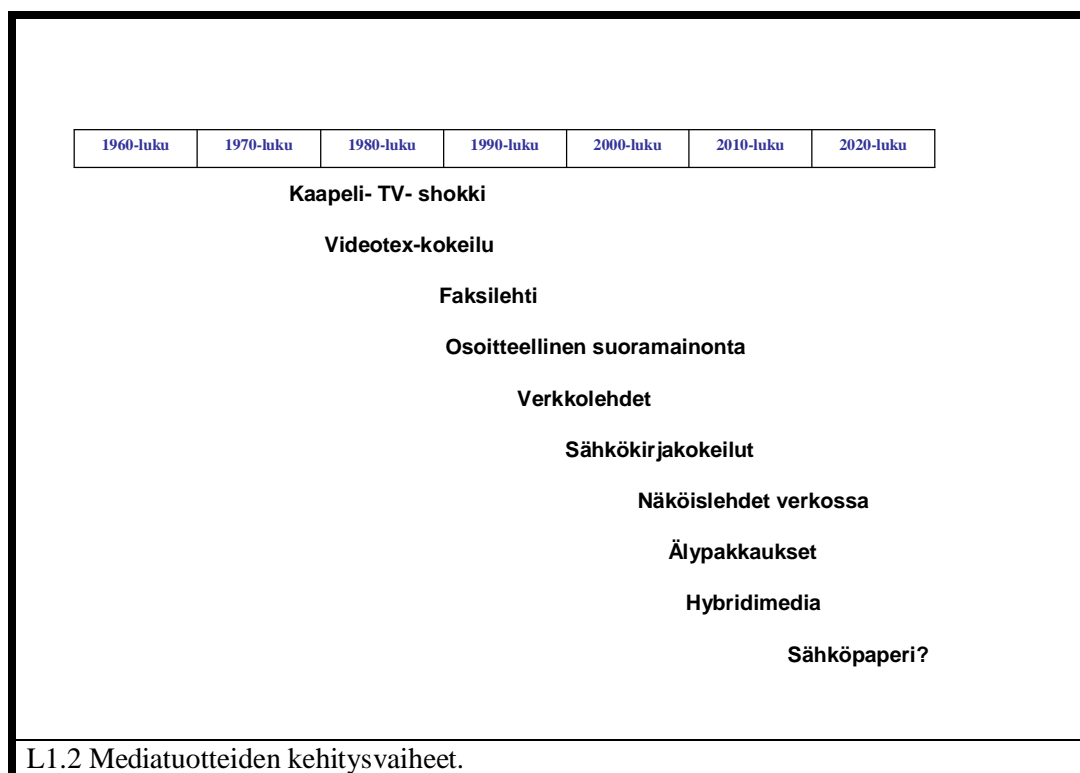 1960-luku 1970-luku 1980-luku 1990-luku 2000-luku 2010-luku 2020-luku
Kaapeli- TV- shokki
Videotex-kokeilu
Faksilehti
Osoitteellinen suoramainonta
Verkkolehdet
Sähkökirjakokeilut
Näköislehdet verkossa
Älypakkaukset
Hybridimedia
Sähköpaperi?
L1.2 Mediatuotteiden kehitysvaiheet.